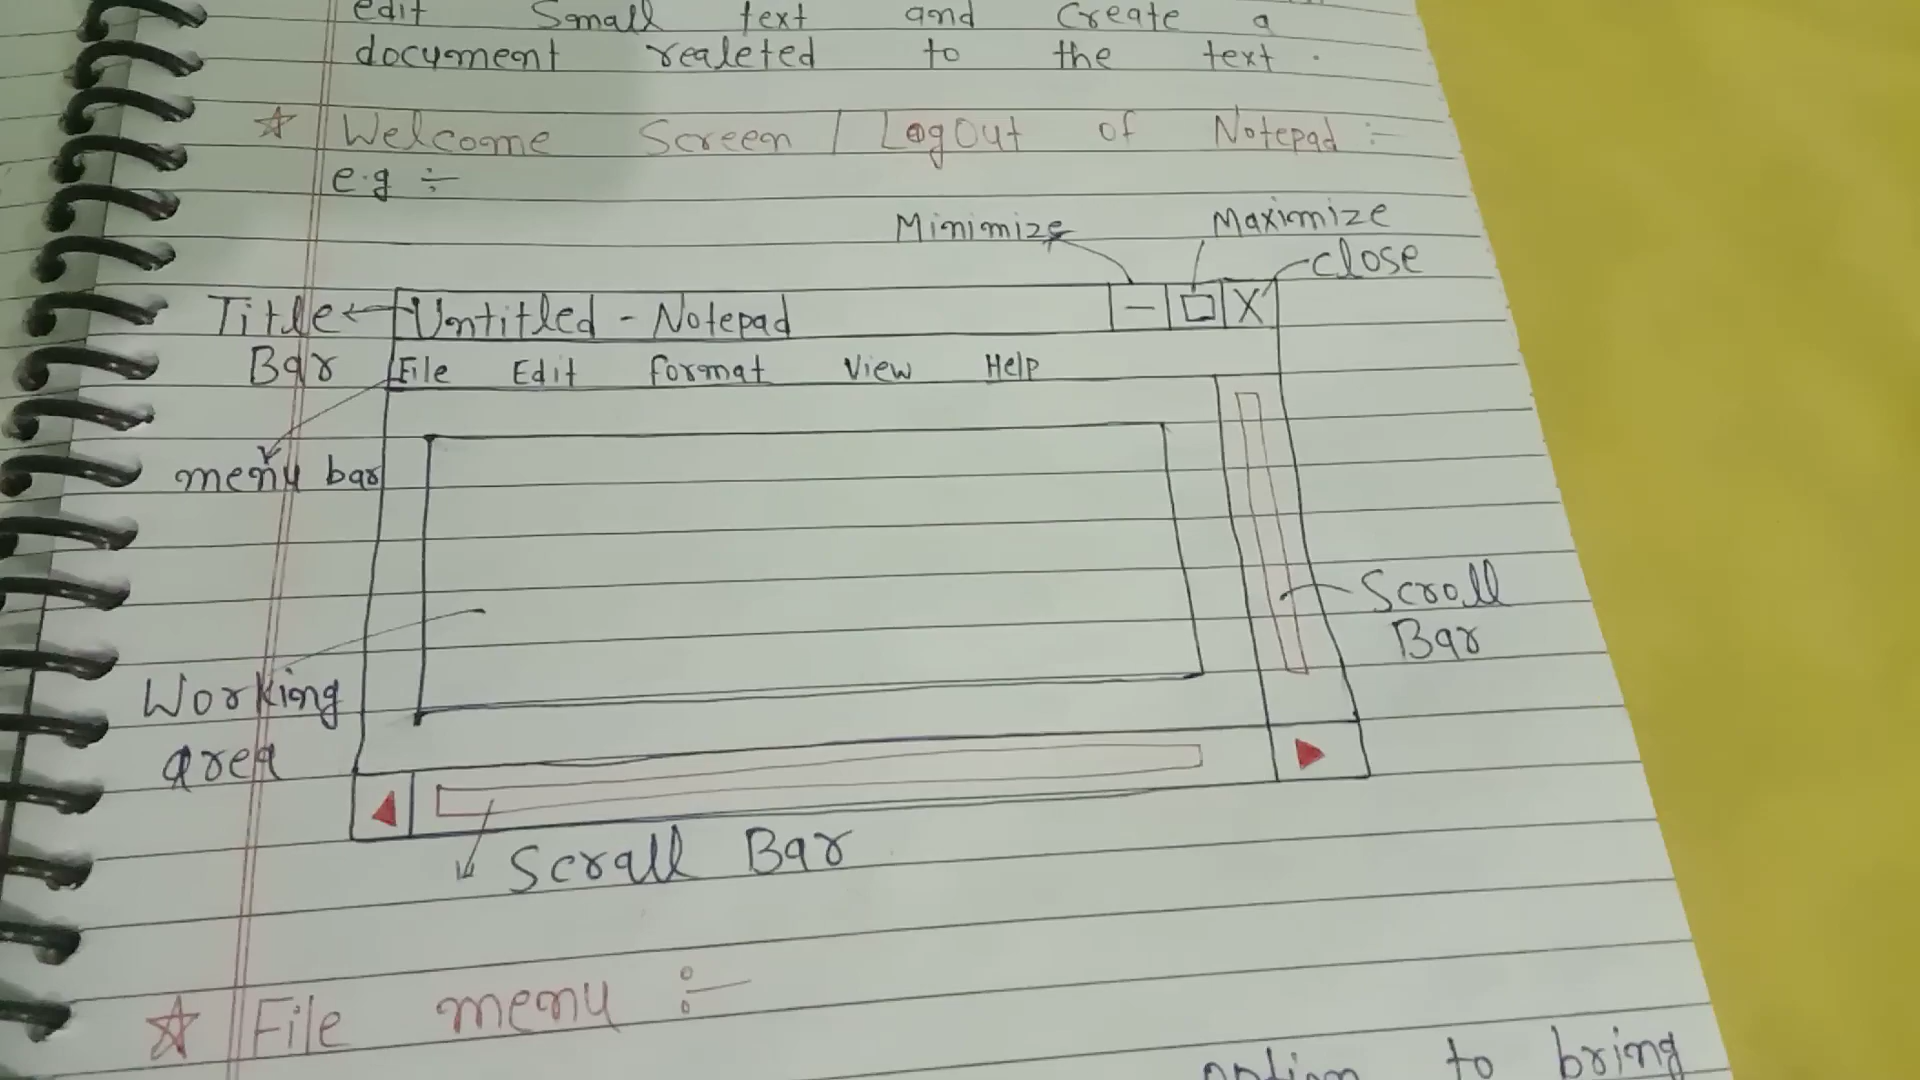 edit Small text and Create a
document realeted to the text .
☆ Welcome Screen / LogOut of Notepad :-
e.g :-
Minimize Maximize
close
Title Untitled - Notepad - □ X
Bar File Edit format View Help
menu bar
Scroll
Bar
Working
area
Scrall Bar
☆ File menu :-
option to bring